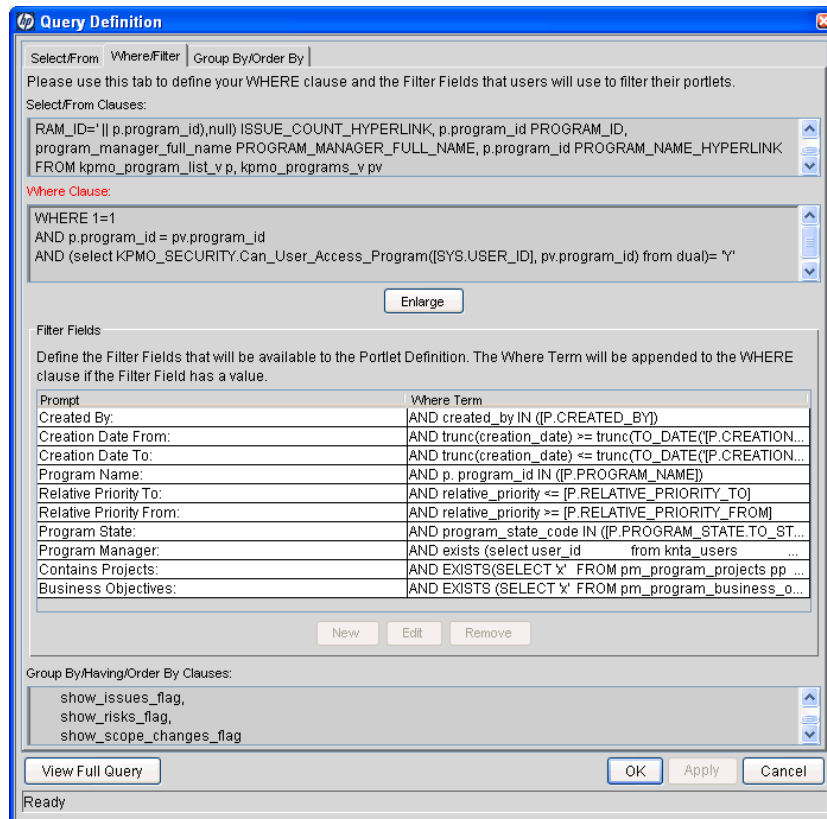 hp Query Definition
Select/From Where/Filter Group By/Order By
Please use this tab to define your WHERE clause and the Filter Fields that users will use to filter their portlets.
Select/From Clauses:
RAM_ID=' || p.program_id),null) ISSUE_COUNT_HYPERLINK, p.program_id PROGRAM_ID,
program_manager_full_name PROGRAM_MANAGER_FULL_NAME, p.program_id PROGRAM_NAME_HYPERLINK
FROM kpmo_program_list_v p, kpmo_programs_v pv
Where Clause:
WHERE 1=1
AND p.program_id = pv.program_id
AND (select KPMO_SECURITY.Can_User_Access_Program([SYS.USER_ID], pv.program_id) from dual)= 'Y'
Enlarge
Filter Fields
Define the Filter Fields that will be available to the Portlet Definition. The Where Term will be appended to the WHERE
clause if the Filter Field has a value.
Prompt Where Term
Created By: AND created_by IN ([P.CREATED_BY])
Creation Date From: AND trunc(creation_date) >= trunc(TO_DATE('[P.CREATION...
Creation Date To: AND trunc(creation_date) <= trunc(TO_DATE('[P.CREATION...
Program Name: AND p. program_id IN ([P.PROGRAM_NAME])
Relative Priority To: AND relative_priority <= [P.RELATIVE_PRIORITY_TO]
Relative Priority From: AND relative_priority >= [P.RELATIVE_PRIORITY_FROM]
Program State: AND program_state_code IN ([P.PROGRAM_STATE.TO_ST...
Program Manager: AND exists (select user_id from knta_users ...
Contains Projects: AND EXISTS(SELECT 'x' FROM pm_program_projects pp ...
Business Objectives: AND EXISTS (SELECT 'x' FROM pm_program_business_o...
New Edit Remove
Group By/Having/Order By Clauses:
show_issues_flag,
show_risks_flag,
show_scope_changes_flag
View Full Query OK Apply Cancel
Ready